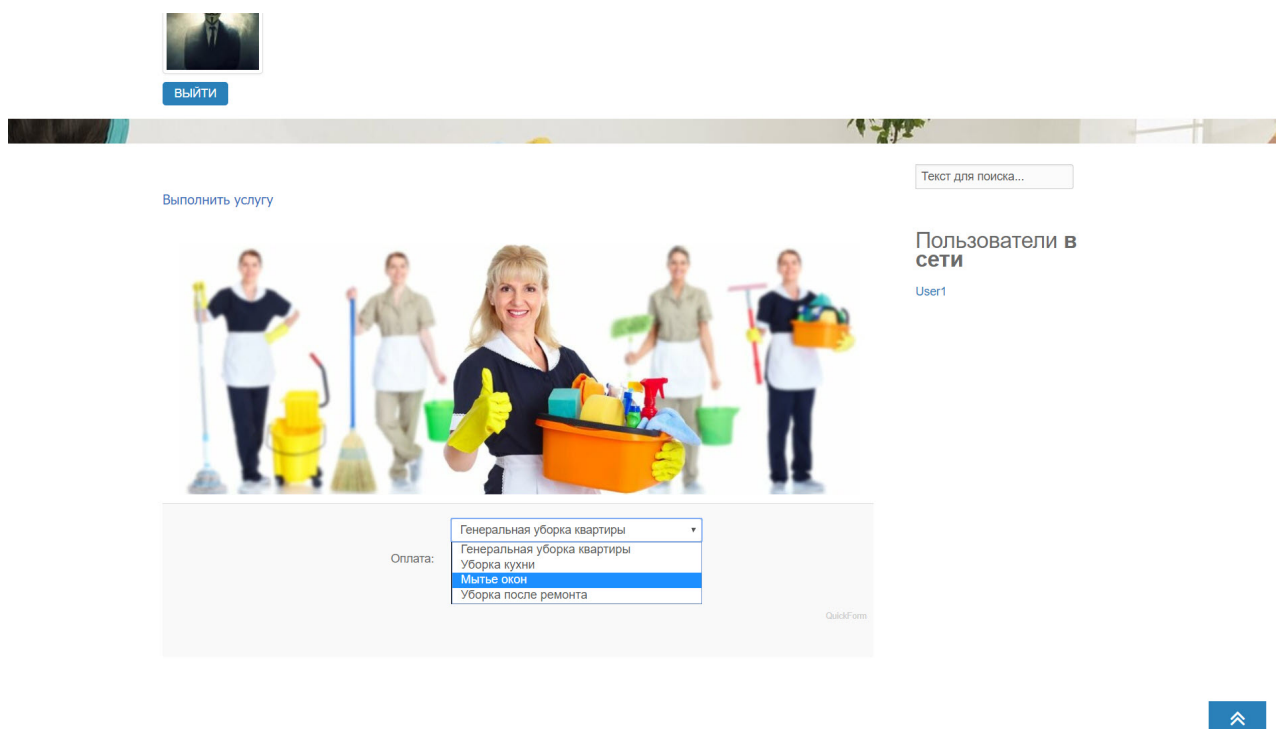 ВЫЙТИ
Текст для поиска...
Выполнить услугу
Пользователи в
сети
User1
Генеральная уборка квартиры
Оплата:
Генеральная уборка квартиры
Уборка кухни
Мытье окон
Уборка после ремонта
QuickForm